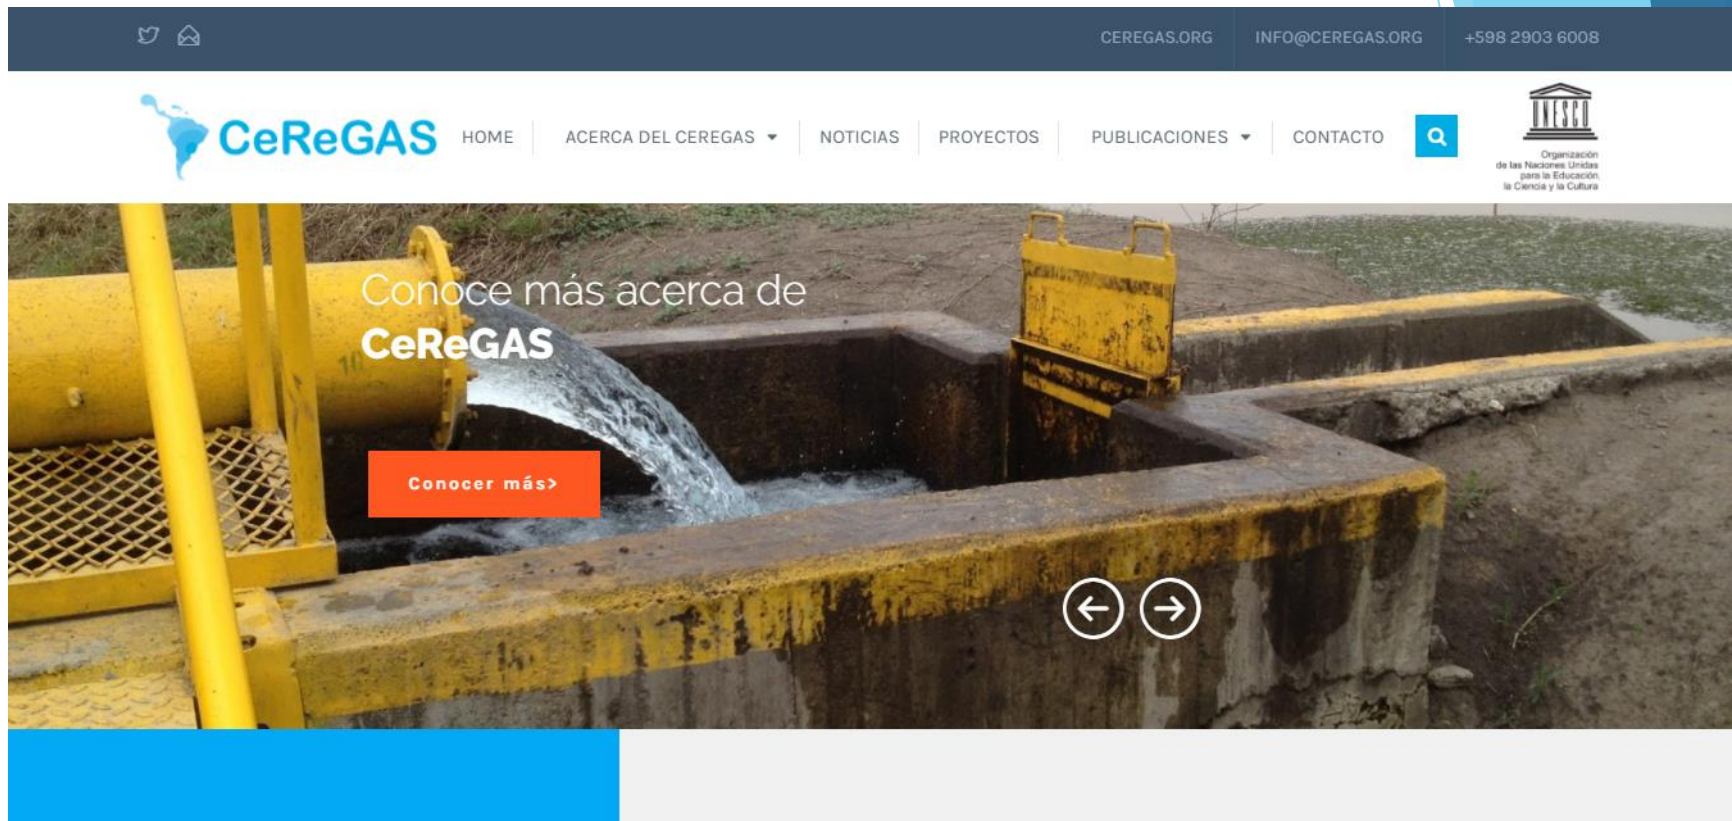 CEREGAS.ORG
INFO@CEREGAS.ORG
+598 2903 6008
CeReGAS
HOME
ACERCA DEL CEREGAS
NOTICIAS
PROYECTOS
PUBLICACIONES
CONTACTO
UNESCO
Organización
de las Naciones Unidas
para la Educación,
la Ciencia y la Cultura
Conoce más acerca de
CeReGAS
10
Conocer más>